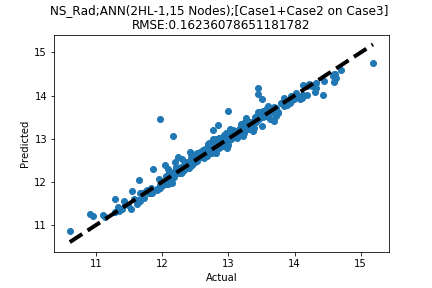 NS_Rad;ANN(2HL-1,15 Nodes);[Case1+Case2 on Case3]
RMSE:0.16236078651181782
15
14
13
12
11
Predicted
11
12
13
14
15
Actual